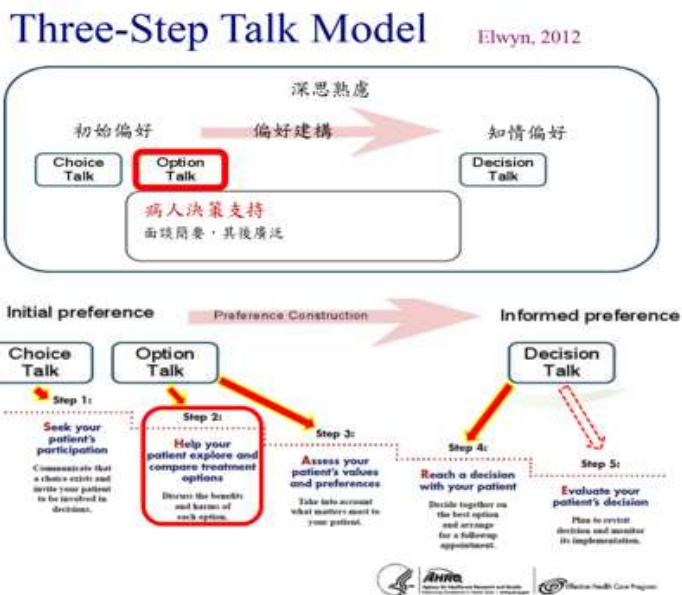 Three-Step Talk Model
Elwyn, 2012
深思熟慮
初始偏好
偏好建構
知情偏好
Choice
Talk
Option
Talk
Decision
Talk
病人決策支持
面談簡要，其後廣泛
Initial preference
Preference Construction
Informed preference
Choice
Talk
Option
Talk
Decision
Talk
Step 1:
Seek your
patient's
participation
Communicate that
a choice exists and
invite your patient
to be involved in
decisions.
Step 2:
Help your
patient explore and
compare treatment
options
Discuss the benefits
and harms of
each option.
Step 3:
Assess your
patient's values
and preferences
Take into account
what matters most to
your patient.
Step 4:
Reach a decision
with your patient
Decide together on
the best option
and arrange
for a followup
appointment.
Step 5:
Evaluate your
patient's decision
Plan to revisit
decision and monitor
its implementation.
AHRQ
Agency for Healthcare Research and Quality
Effective Health Care Program